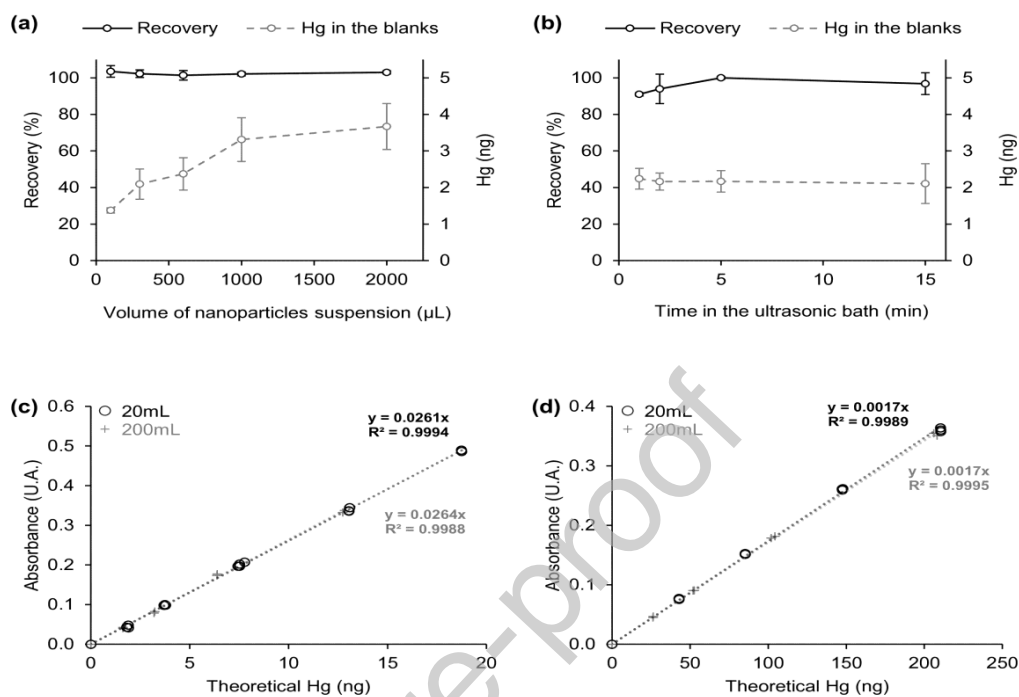 (a)
Recovery
Hg in the blanks
Recovery (%)
100
80
60
40
20
0
5
4
3
2
1
0
Hg (ng)
0
500
1000
1500
2000
Volume of nanoparticles suspension (µL)
(b)
Recovery
Hg in the blanks
Recovery (%)
100
80
60
40
20
0
5
4
3
2
1
0
Hg (ng)
0
5
10
15
Time in the ultrasonic bath (min)
(c)
20mL
200mL
Absorbance (U.A.)
0.6
0.5
0.4
0.3
0.2
0.1
0.0
y = 0.0261x
R² = 0.9994
y = 0.0264x
R² = 0.9988
0
5
10
15
20
Theoretical Hg (ng)
(d)
20mL
200mL
Absorbance (U.A.)
0.4
0.3
0.2
0.1
0.0
y = 0.0017x
R² = 0.9989
y = 0.0017x
R² = 0.9995
0
50
100
150
200
250
Theoretical Hg (ng)
e-proof